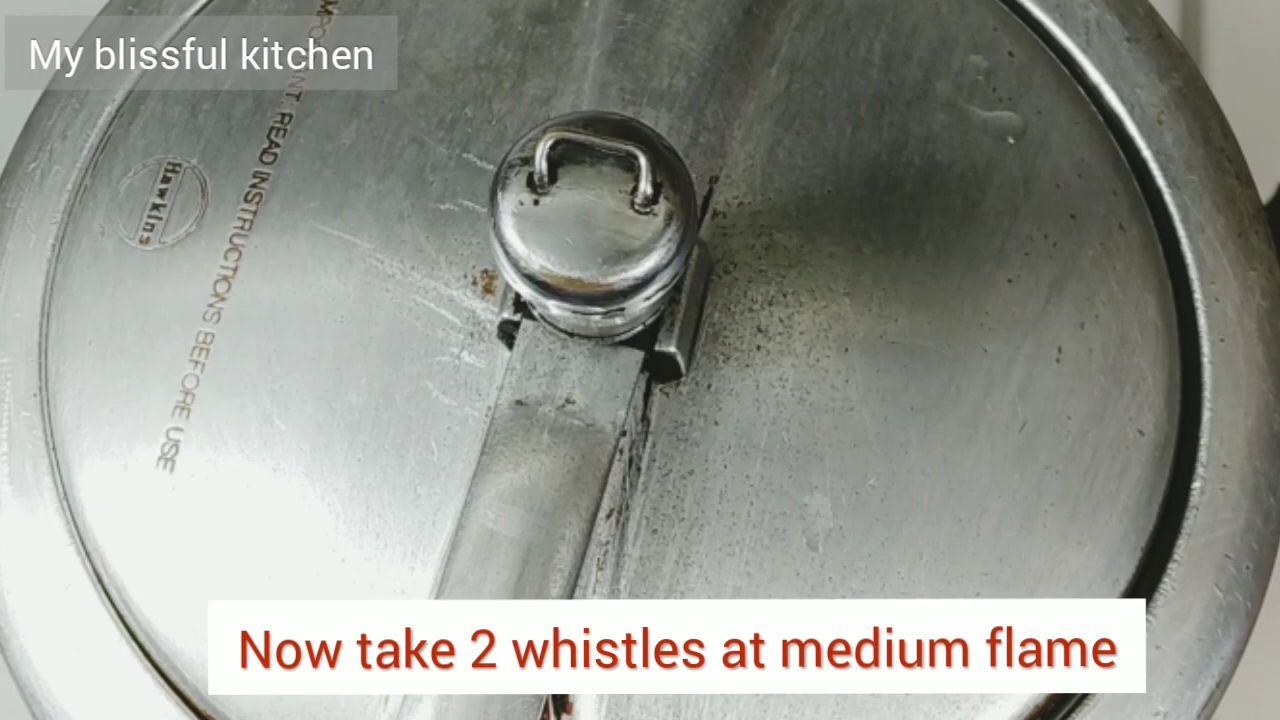 My blissful kitchen
IMPORTANT: READ INSTRUCTIONS BEFORE USE
Hawkins
Now take 2 whistles at medium flame